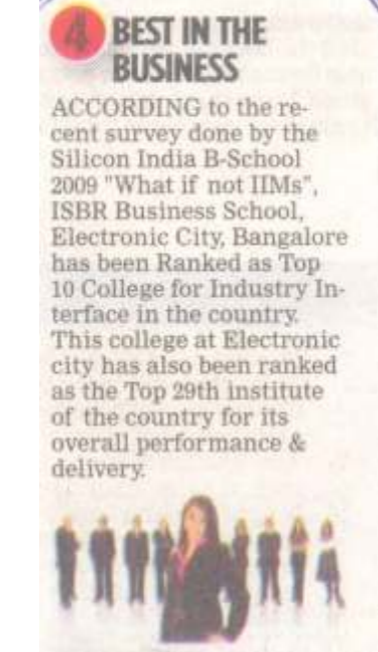 4 BEST IN THE
BUSINESS
ACCORDING to the re-
cent survey done by the
Silicon India B-School
2009 "What if not IIMs",
ISBR Business School,
Electronic City, Bangalore
has been Ranked as Top
10 College for Industry In-
terface in the country.
This college at Electronic
city has also been ranked
as the Top 29th institute
of the country for its
overall performance &
delivery.